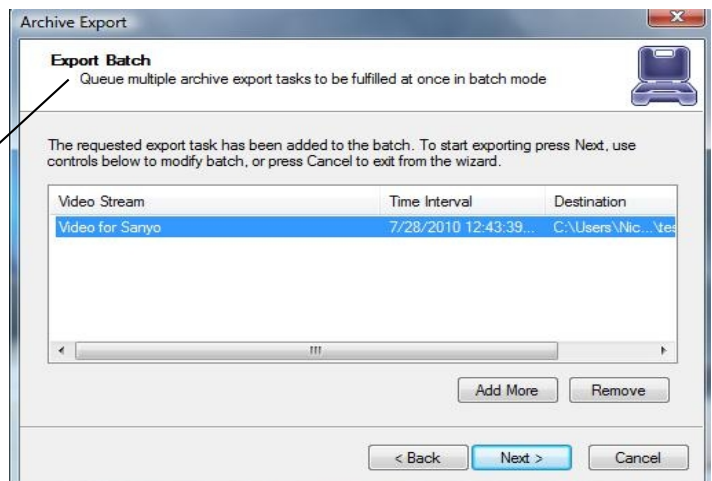 Archive Export
Export Batch
Queue multiple archive export tasks to be fulfilled at once in batch mode
The requested export task has been added to the batch. To start exporting press Next, use
controls below to modify batch, or press Cancel to exit from the wizard.
Video Stream Time Interval Destination
Video for Sanyo 7/28/2010 12:43:39... C:\Users\Nic...\tes
Add More Remove
< Back Next > Cancel